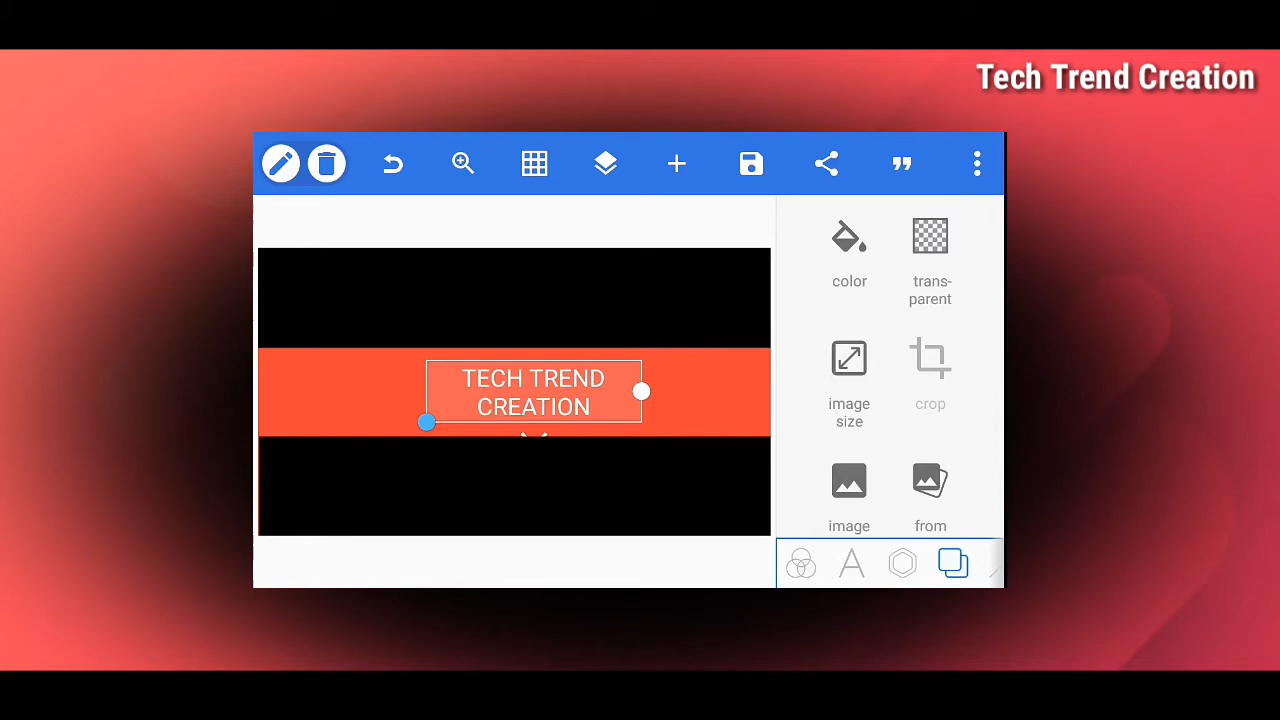 Tech Trend Creation
color
trans-
parent
TECH TREND
CREATION
image
size
crop
image
from